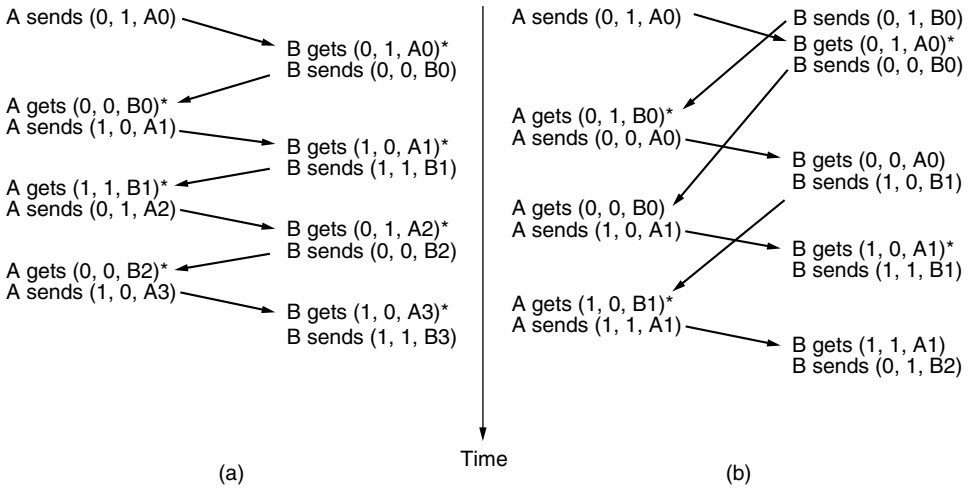 A sends (0, 1, A0)
B gets (0, 1, A0)*
B sends (0, 0, B0)
A gets (0, 0, B0)*
A sends (1, 0, A1)
B gets (1, 0, A1)*
B sends (1, 1, B1)
A gets (1, 1, B1)*
A sends (0, 1, A2)
B gets (0, 1, A2)*
B sends (0, 0, B2)
A gets (0, 0, B2)*
A sends (1, 0, A3)
B gets (1, 0, A3)*
B sends (1, 1, B3)
(a)
Time
A sends (0, 1, A0)
B sends (0, 1, B0)
B gets (0, 1, A0)*
B sends (0, 0, B0)
A gets (0, 1, B0)*
A sends (0, 0, A0)
B gets (0, 0, A0)
B sends (1, 0, B1)
A gets (0, 0, B0)
A sends (1, 0, A1)
B gets (1, 0, A1)*
B sends (1, 1, B1)
A gets (1, 0, B1)*
A sends (1, 1, A1)
B gets (1, 1, A1)
B sends (0, 1, B2)
(b)